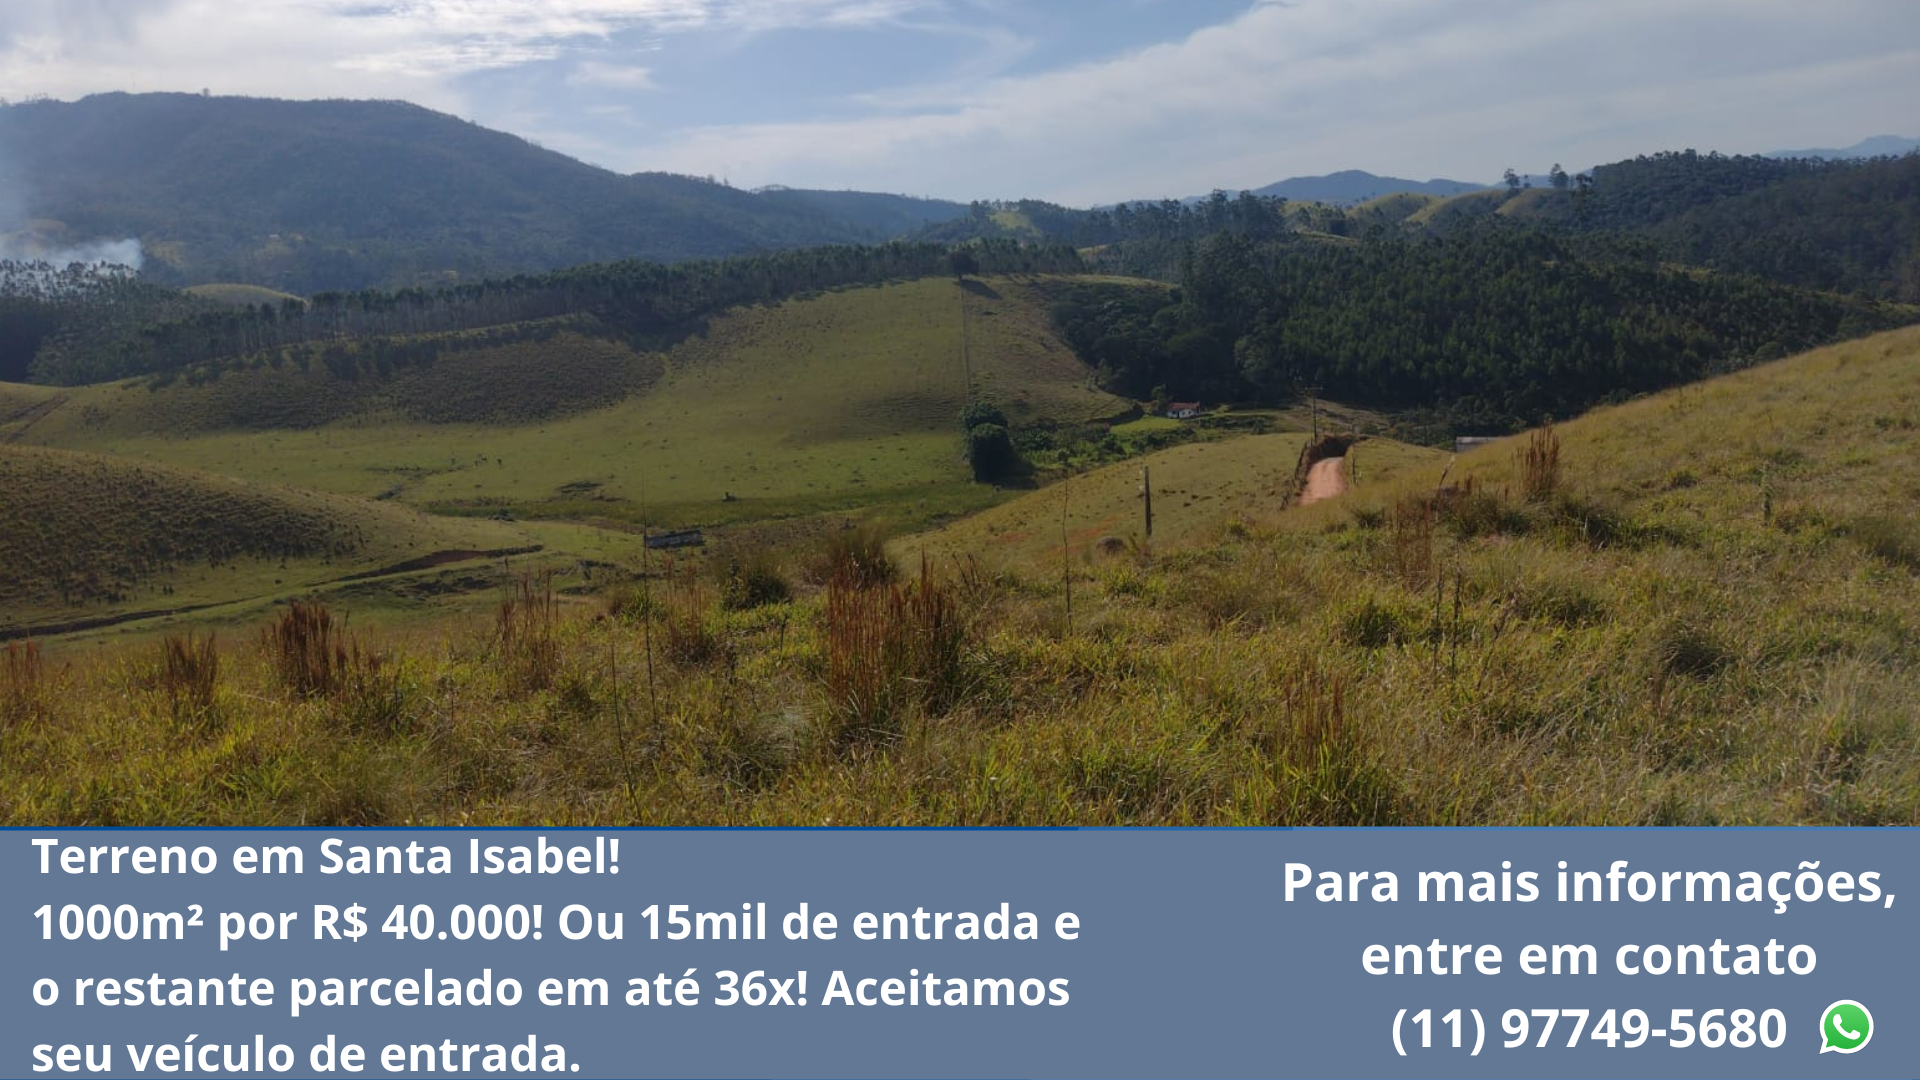 Terreno em Santa Isabel!
1000m² por R$ 40.000! Ou 15mil de entrada e
o restante parcelado em até 36x! Aceitamos
seu veículo de entrada.
Para mais informações,
entre em contato
(11) 97749-5680